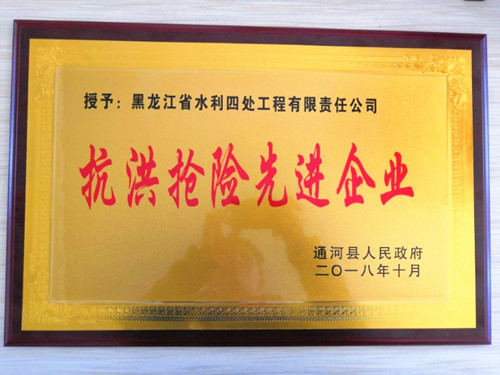 授予：黑龙江省水利四处工程有限责任公司
抗洪抢险先进企业
通河县人民政府
二〇一八年十月